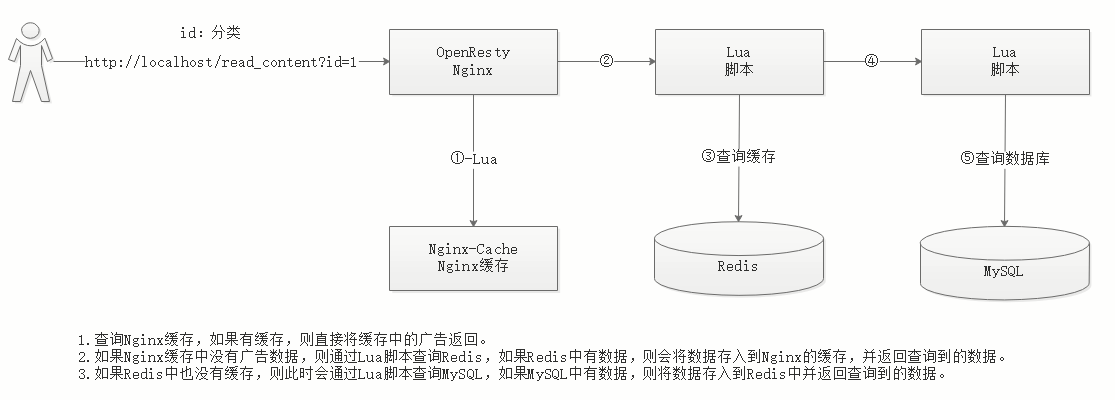 id: 分类
http://localhost/read_content?id=1
OpenResty
Nginx
②
Lua
脚本
④
Lua
脚本
①-Lua
③查询缓存
⑤查询数据库
Nginx-Cache
Nginx缓存
Redis
MySQL
1.查询Nginx缓存，如果有缓存，则直接将缓存中的广告返回。
2.如果Nginx缓存中没有广告数据，则通过Lua脚本查询Redis，如果Redis中有数据，则会将数据存入到Nginx的缓存，并返回查询到的数据。
3.如果Redis中也没有缓存，则此时会通过Lua脚本查询MySQL，如果MySQL中有数据，则将数据存入到Redis中并返回查询到的数据。